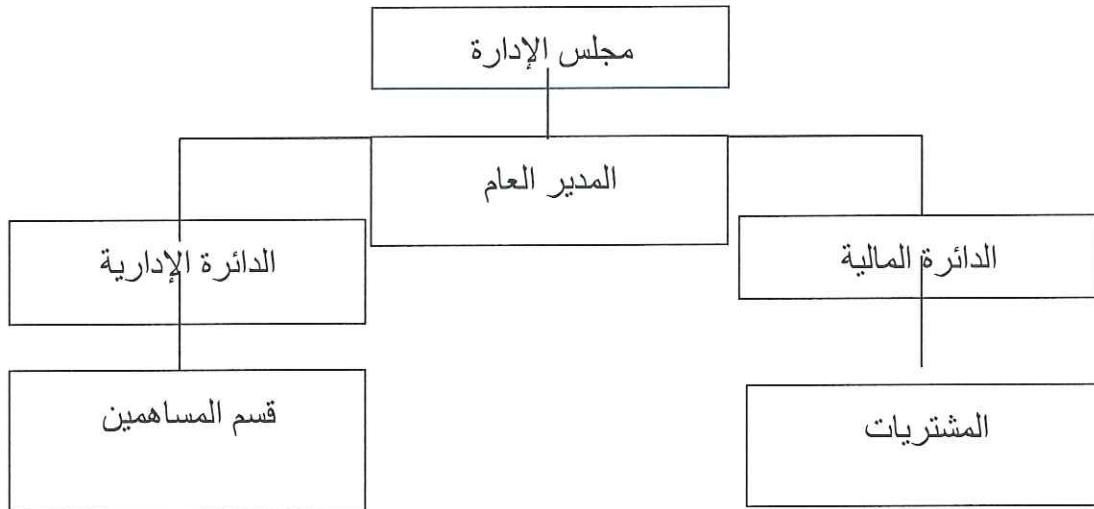 مجلس الإدارة
المدير العام
الدائرة المالية
الدائرة الإدارية
المشتريات
قسم المساهمين